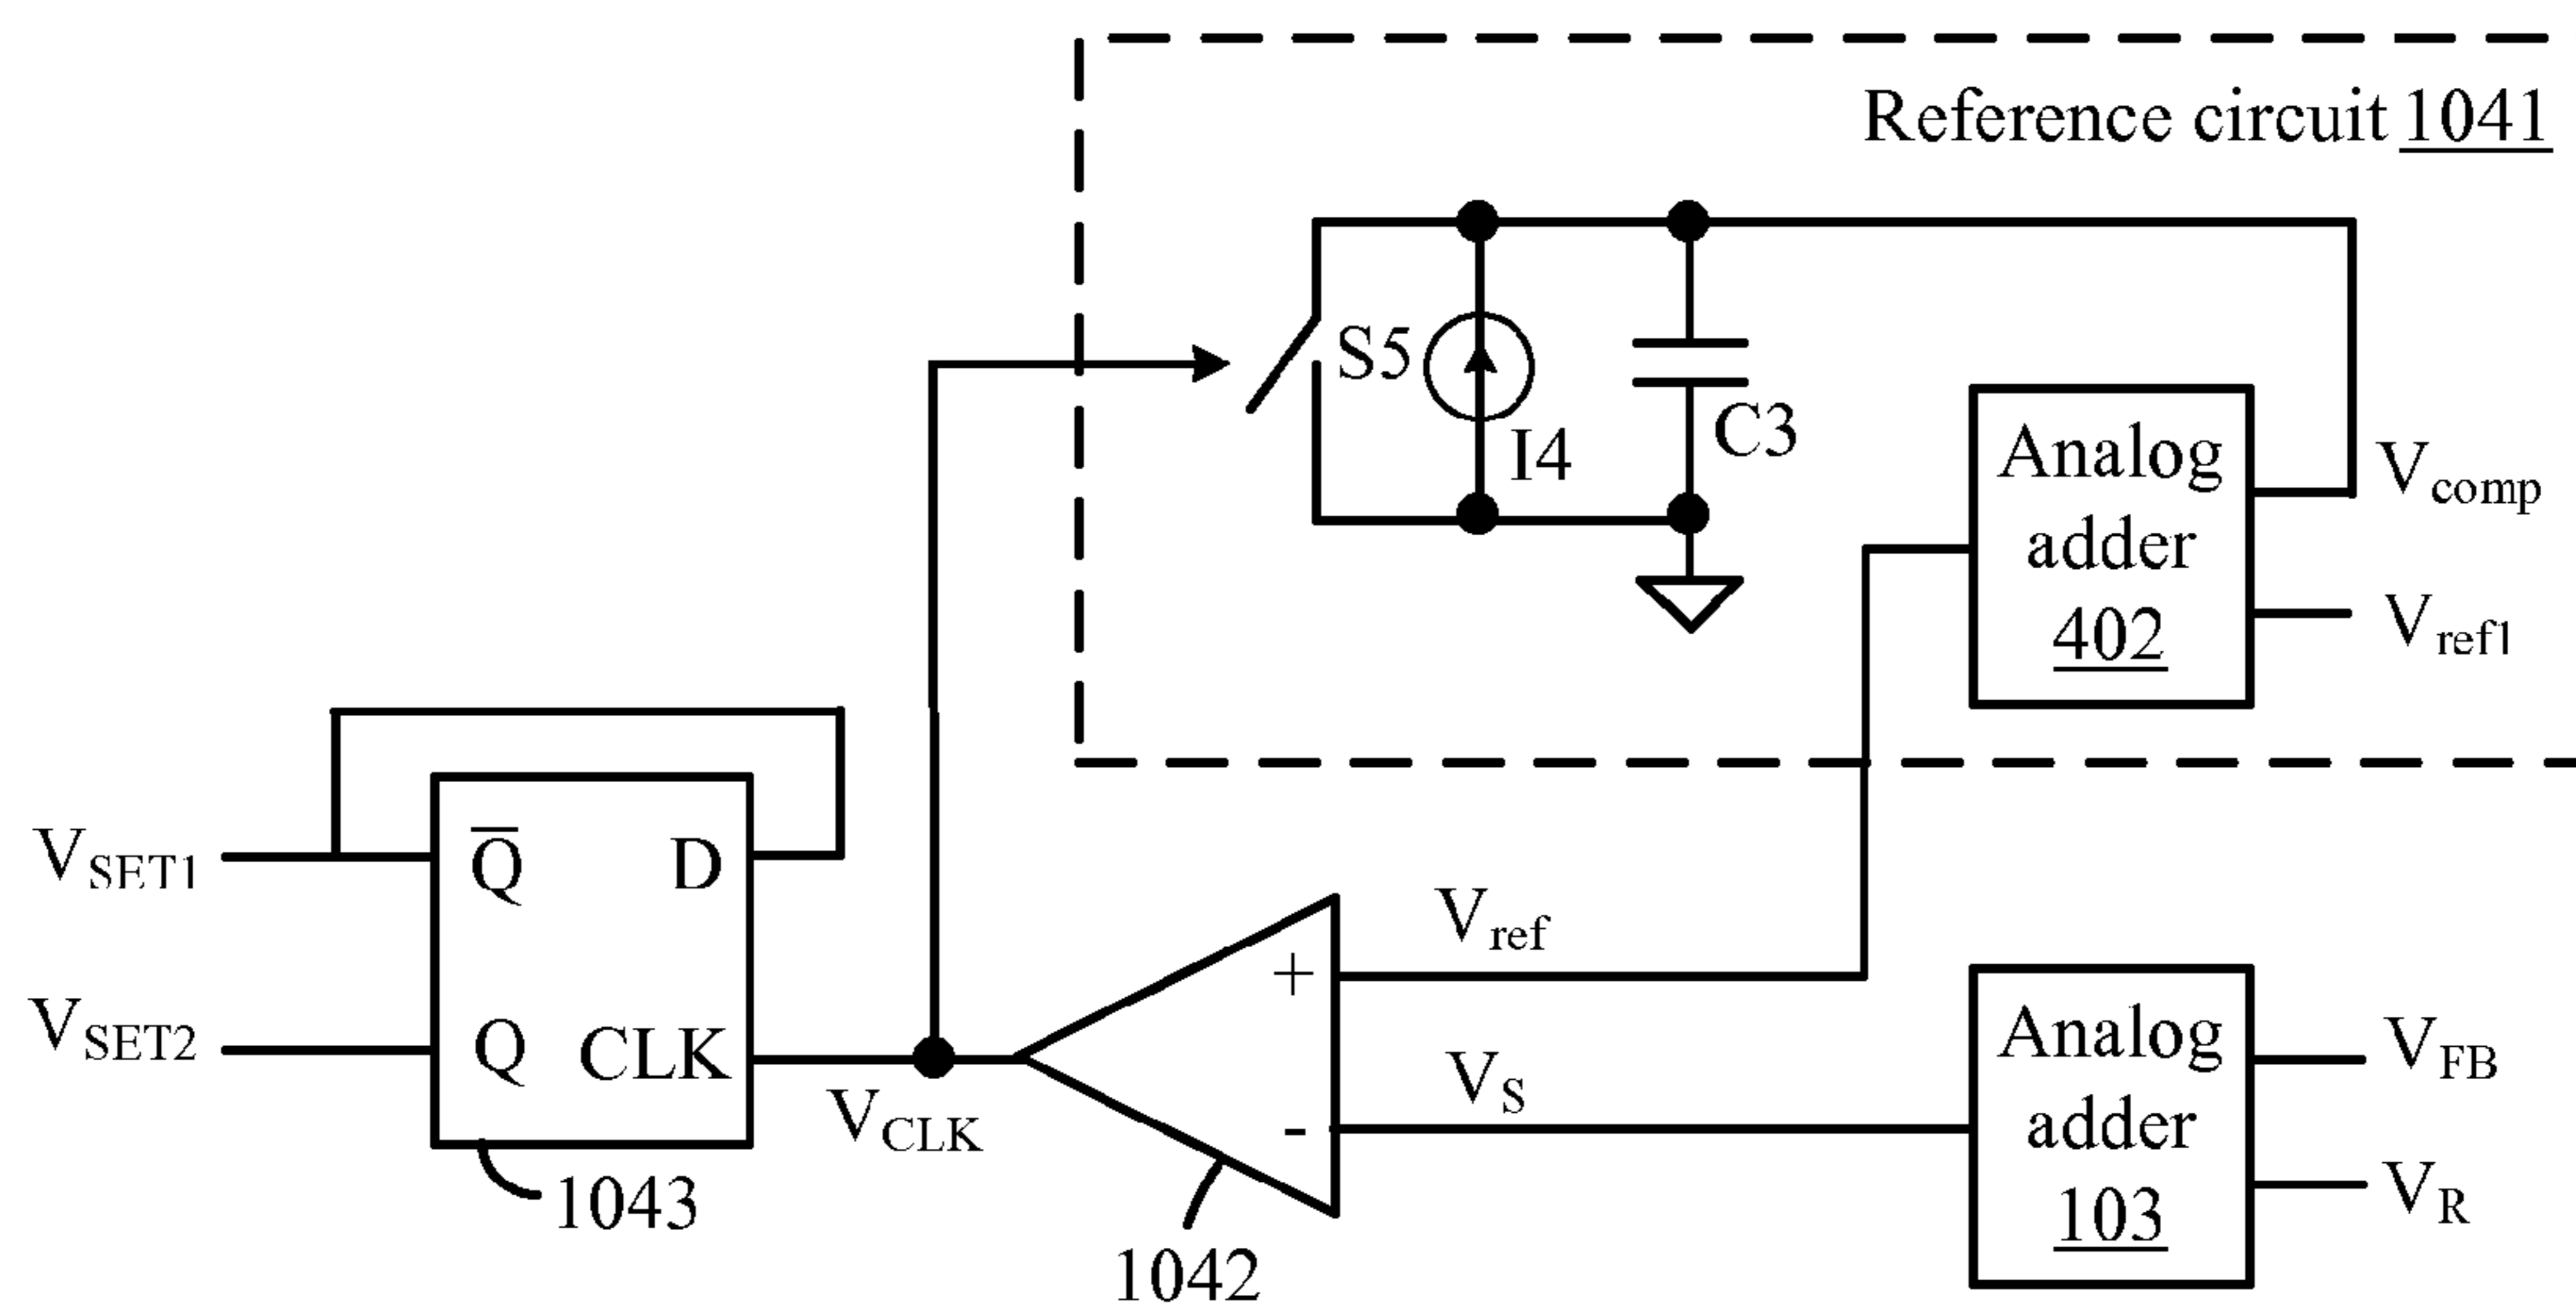 Reference circuit 1041
S5
I4
C3
Analog
adder
402
Vcomp
Vref1
VSET1
Q̅
D
VSET2
Q
CLK
VCLK
1043
+
-
1042
Vref
VS
Analog
adder
103
VFB
VR